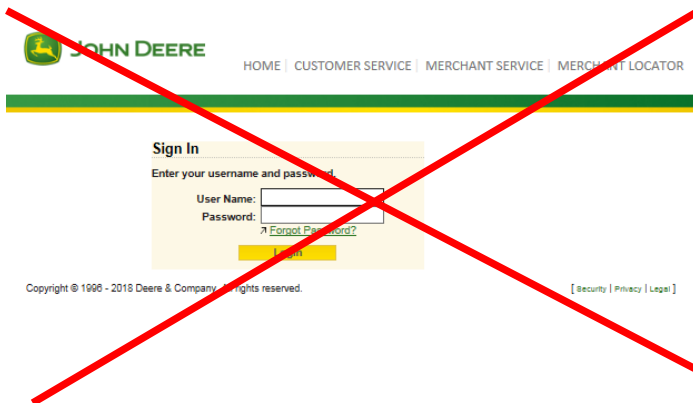 JOHN DEERE
HOME | CUSTOMER SERVICE | MERCHANT SERVICE | MERCHANT LOCATOR
Sign In
Enter your username and password.
User Name:
Password:
Forgot Password?
Login
Copyright © 1996 - 2018 Deere & Company. All rights reserved.
[ Security | Privacy | Legal ]